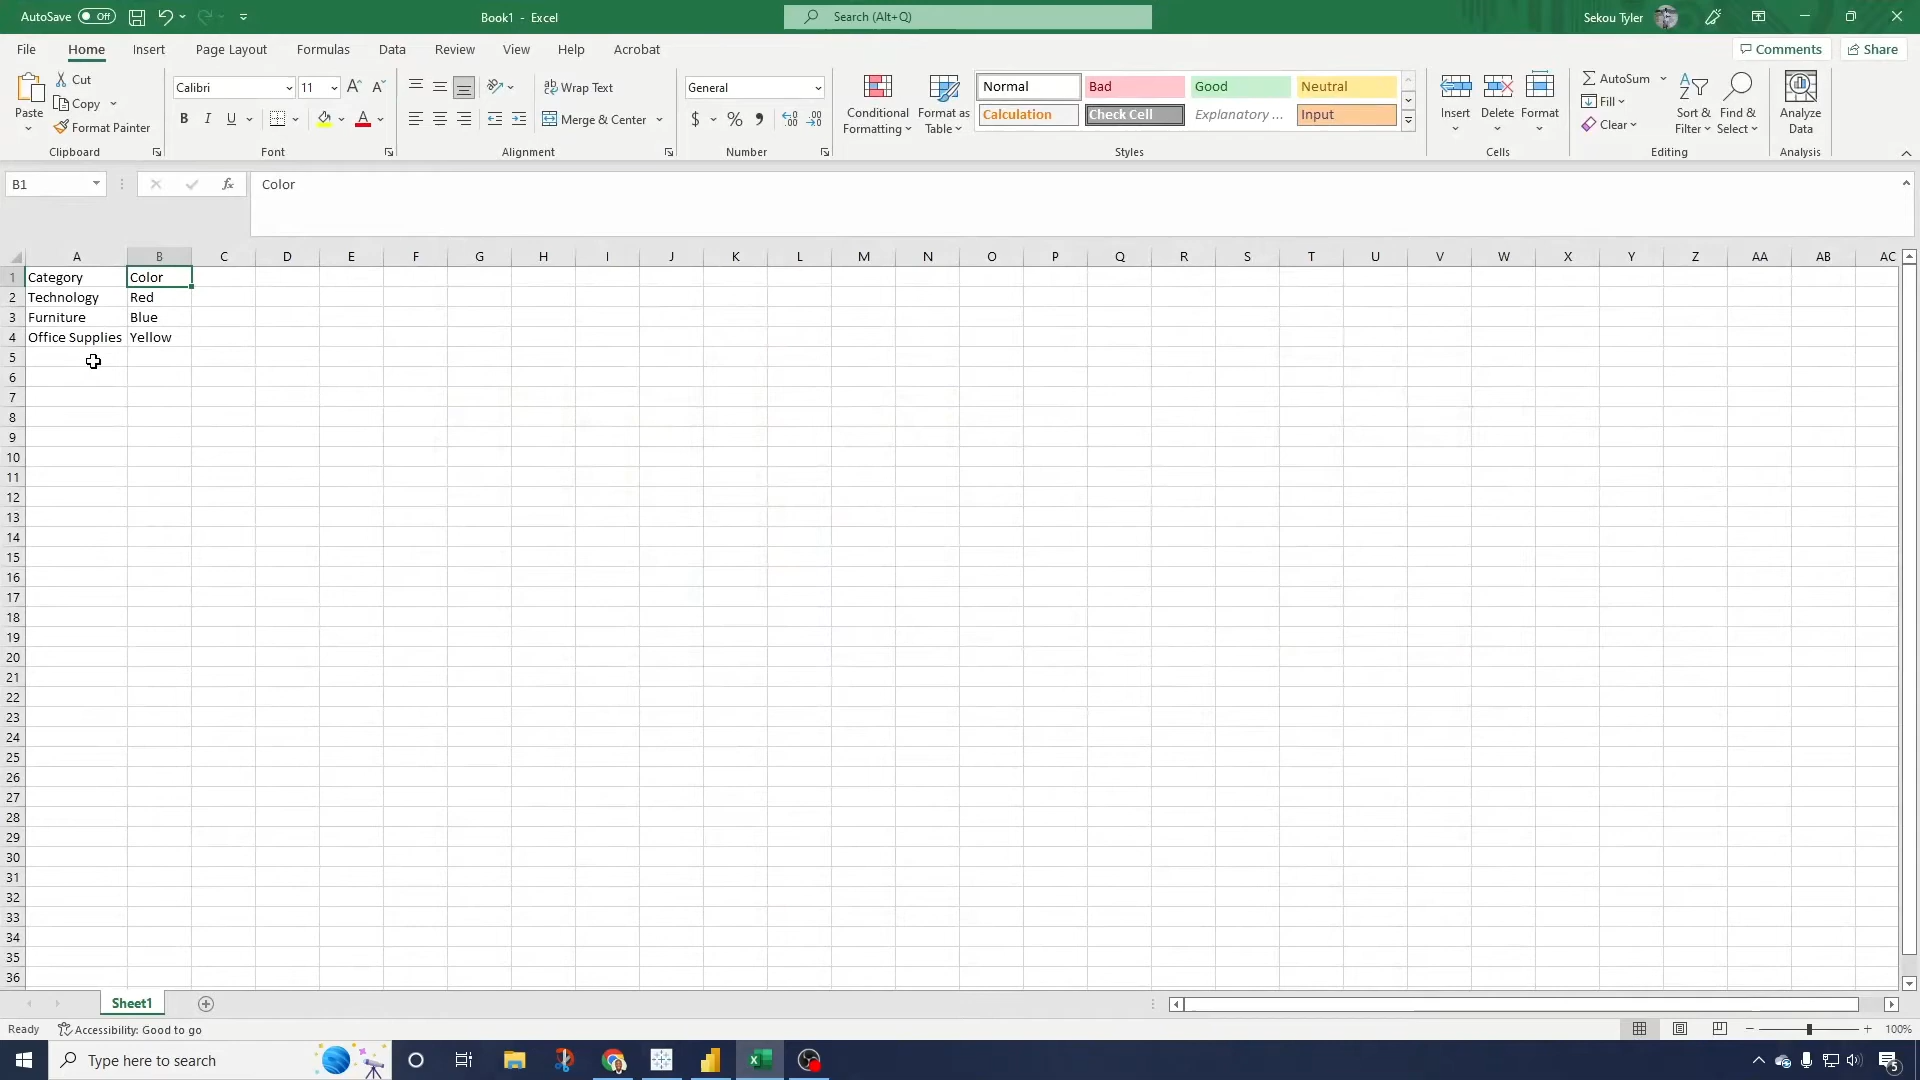 AutoSave Off Book1 - Excel Search (Alt+Q) Sekou Tyler
File Home Insert Page Layout Formulas Data Review View Help Acrobat Comments Share
Paste Cut Copy Format Painter Clipboard
Calibri 11 B I U A Font
Wrap Text Merge & Center Alignment
General $ % Number
Conditional Formatting Format as Table
Normal Bad Good Neutral
Calculation Check Cell Explanatory ... Input
Styles
Insert Delete Format Cells
AutoSum Fill Clear Sort & Filter Find & Select Editing
Analyze Data Analysis
B1 fx Color
A B C D E F G H I J K L M N O P Q R S T U V W X Y Z AA AB AC
1 Category Color
2 Technology Red
3 Furniture Blue
4 Office Supplies Yellow
5
6
7
8
9
10
11
12
13
14
15
16
17
18
19
20
21
22
23
24
25
26
27
28
29
30
31
32
33
34
35
36
Sheet1
Ready Accessibility: Good to go 100%
Type here to search 5